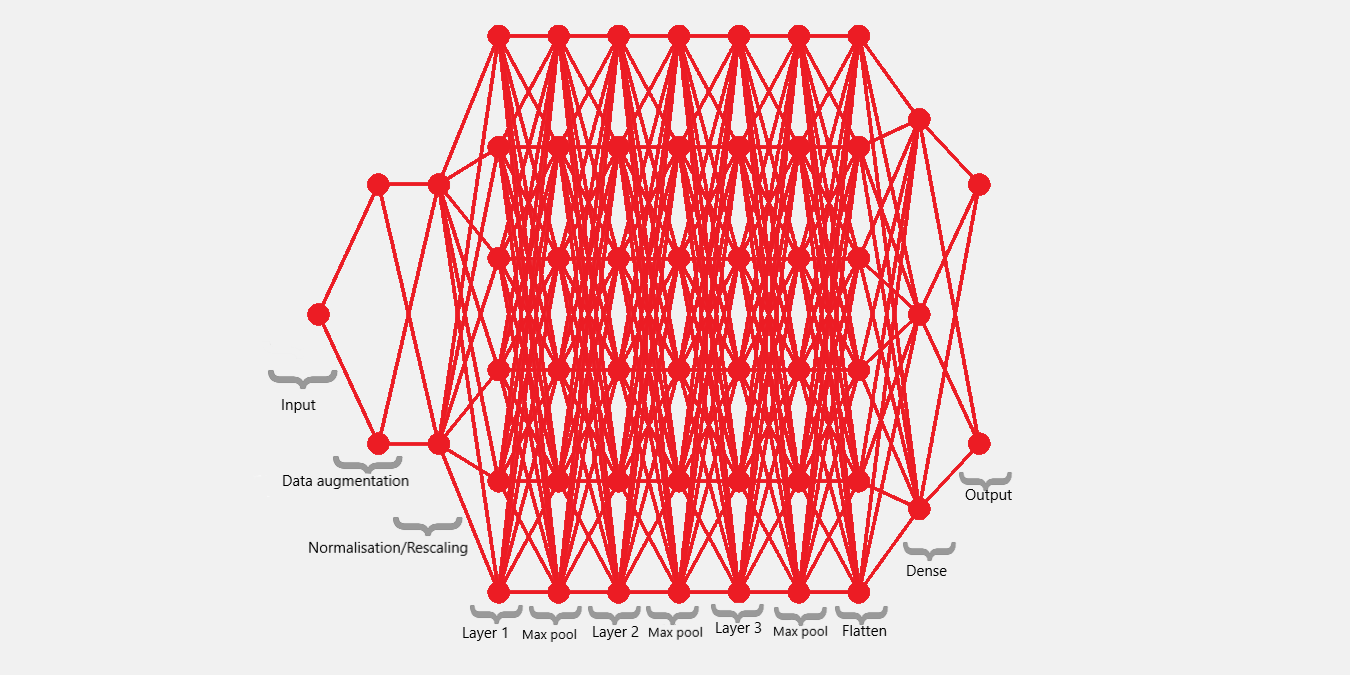 Input
Data augmentation
Normalisation/Rescaling
Layer 1
Max pool
Layer 2
Max pool
Layer 3
Max pool
Flatten
Dense
Output